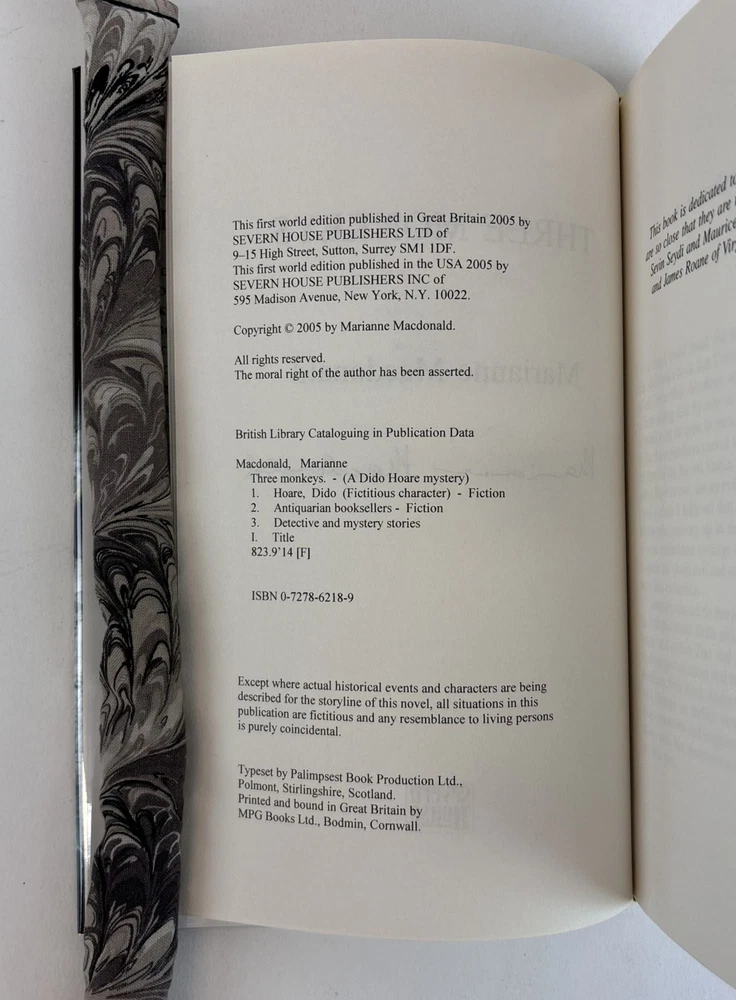 This first world edition published in Great Britain 2005 by
SEVERN HOUSE PUBLISHERS LTD of
9–15 High Street, Sutton, Surrey SM1 1DF.
This first world edition published in the USA 2005 by
SEVERN HOUSE PUBLISHERS INC of
595 Madison Avenue, New York, N.Y. 10022.
Copyright © 2005 by Marianne Macdonald.
All rights reserved.
The moral right of the author has been asserted.
British Library Cataloguing in Publication Data
Macdonald, Marianne
Three monkeys. - (A Dido Hoare mystery)
1. Hoare, Dido (Fictitious character) - Fiction
2. Antiquarian booksellers - Fiction
3. Detective and mystery stories
I. Title
823.9'14 [F]
ISBN 0-7278-6218-9
Except where actual historical events and characters are being
described for the storyline of this novel, all situations in this
publication are fictitious and any resemblance to living persons
is purely coincidental.
Typeset by Palimpsest Book Production Ltd.,
Polmont, Stirlingshire, Scotland.
Printed and bound in Great Britain by
MPG Books Ltd., Bodmin, Cornwall.
This book is dedicated to
are so close that they are
Sevin Seydi and Maurice
and James Roane of